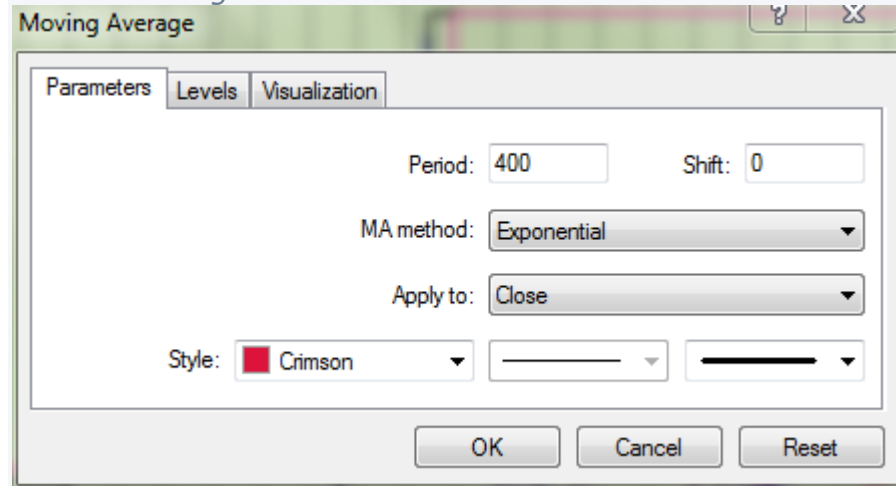 Moving Average
Parameters Levels Visualization
Period: 400 Shift: 0
MA method: Exponential
Apply to: Close
Style: Crimson
OK Cancel Reset